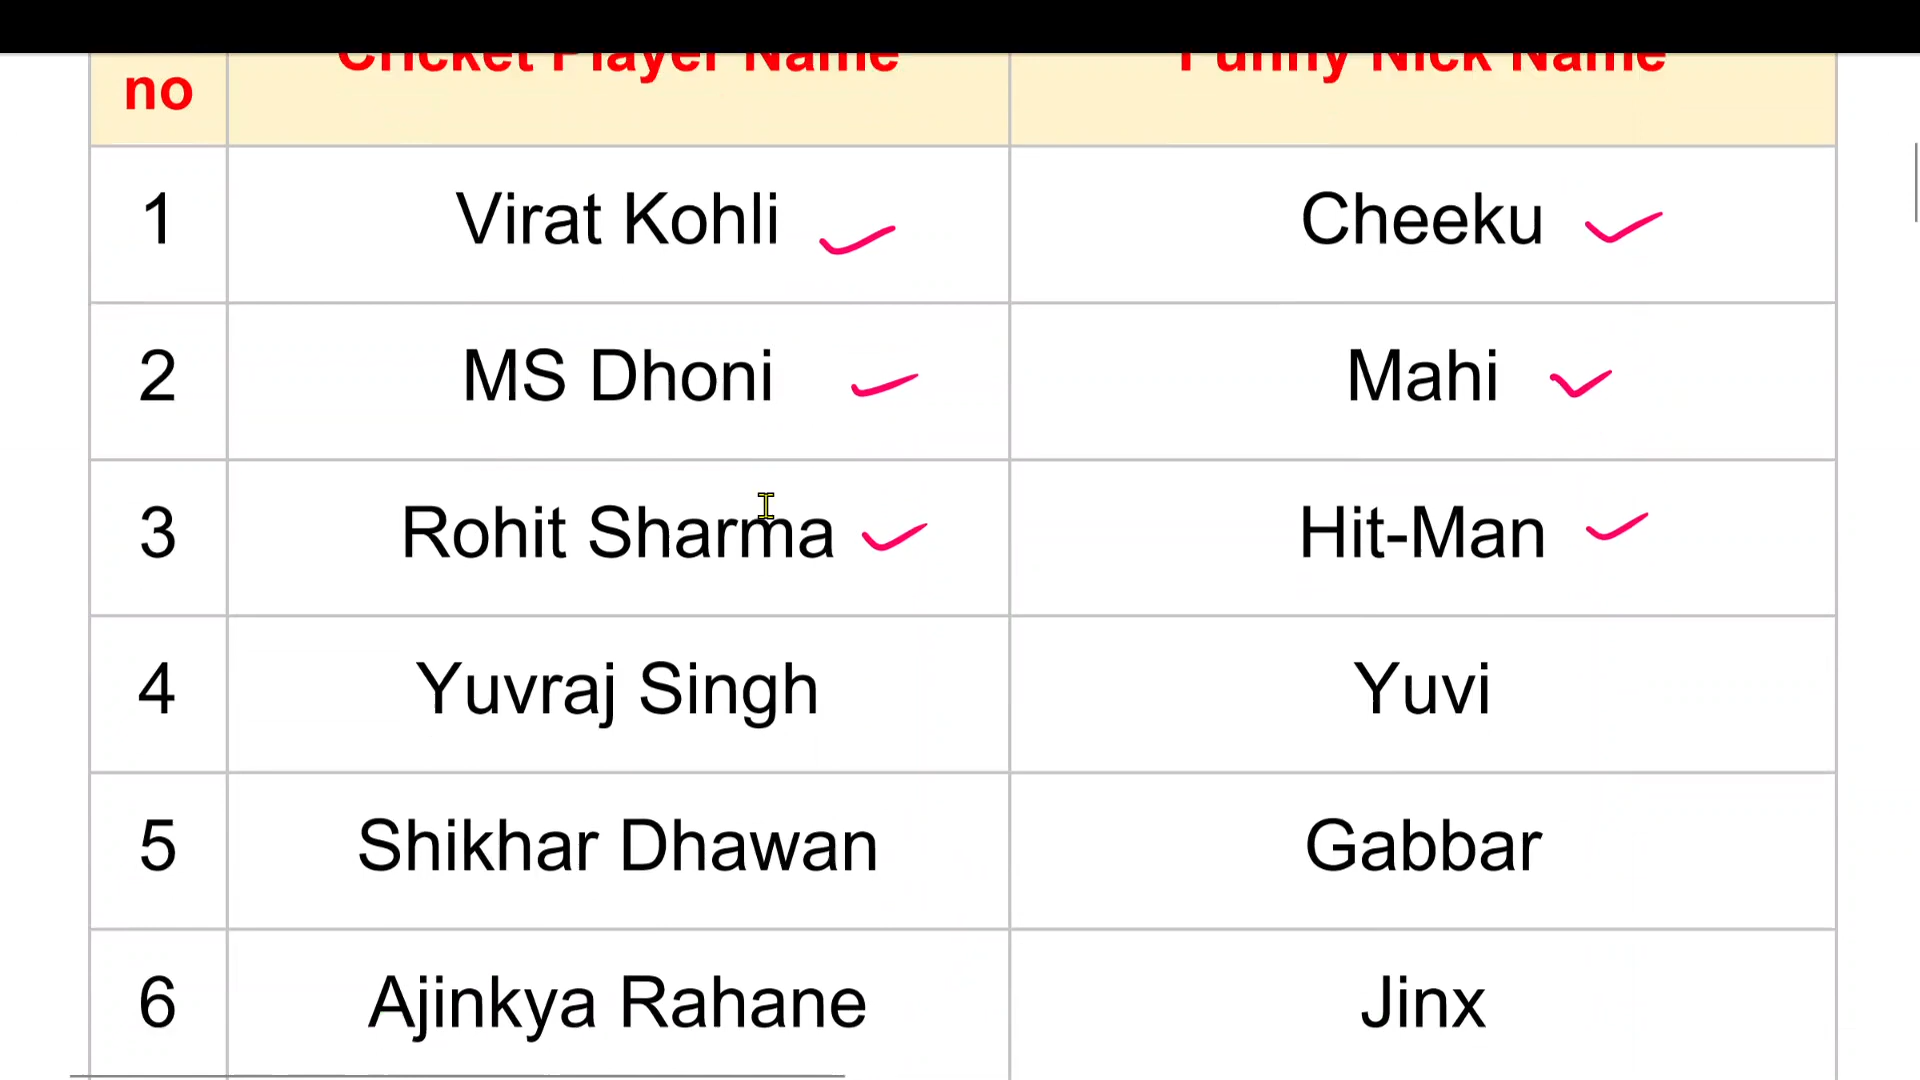 no Cricket Player Name Funny Nick Name
1 Virat Kohli Cheeku
2 MS Dhoni Mahi
3 Rohit Sharma Hit-Man
4 Yuvraj Singh Yuvi
5 Shikhar Dhawan Gabbar
6 Ajinkya Rahane Jinx